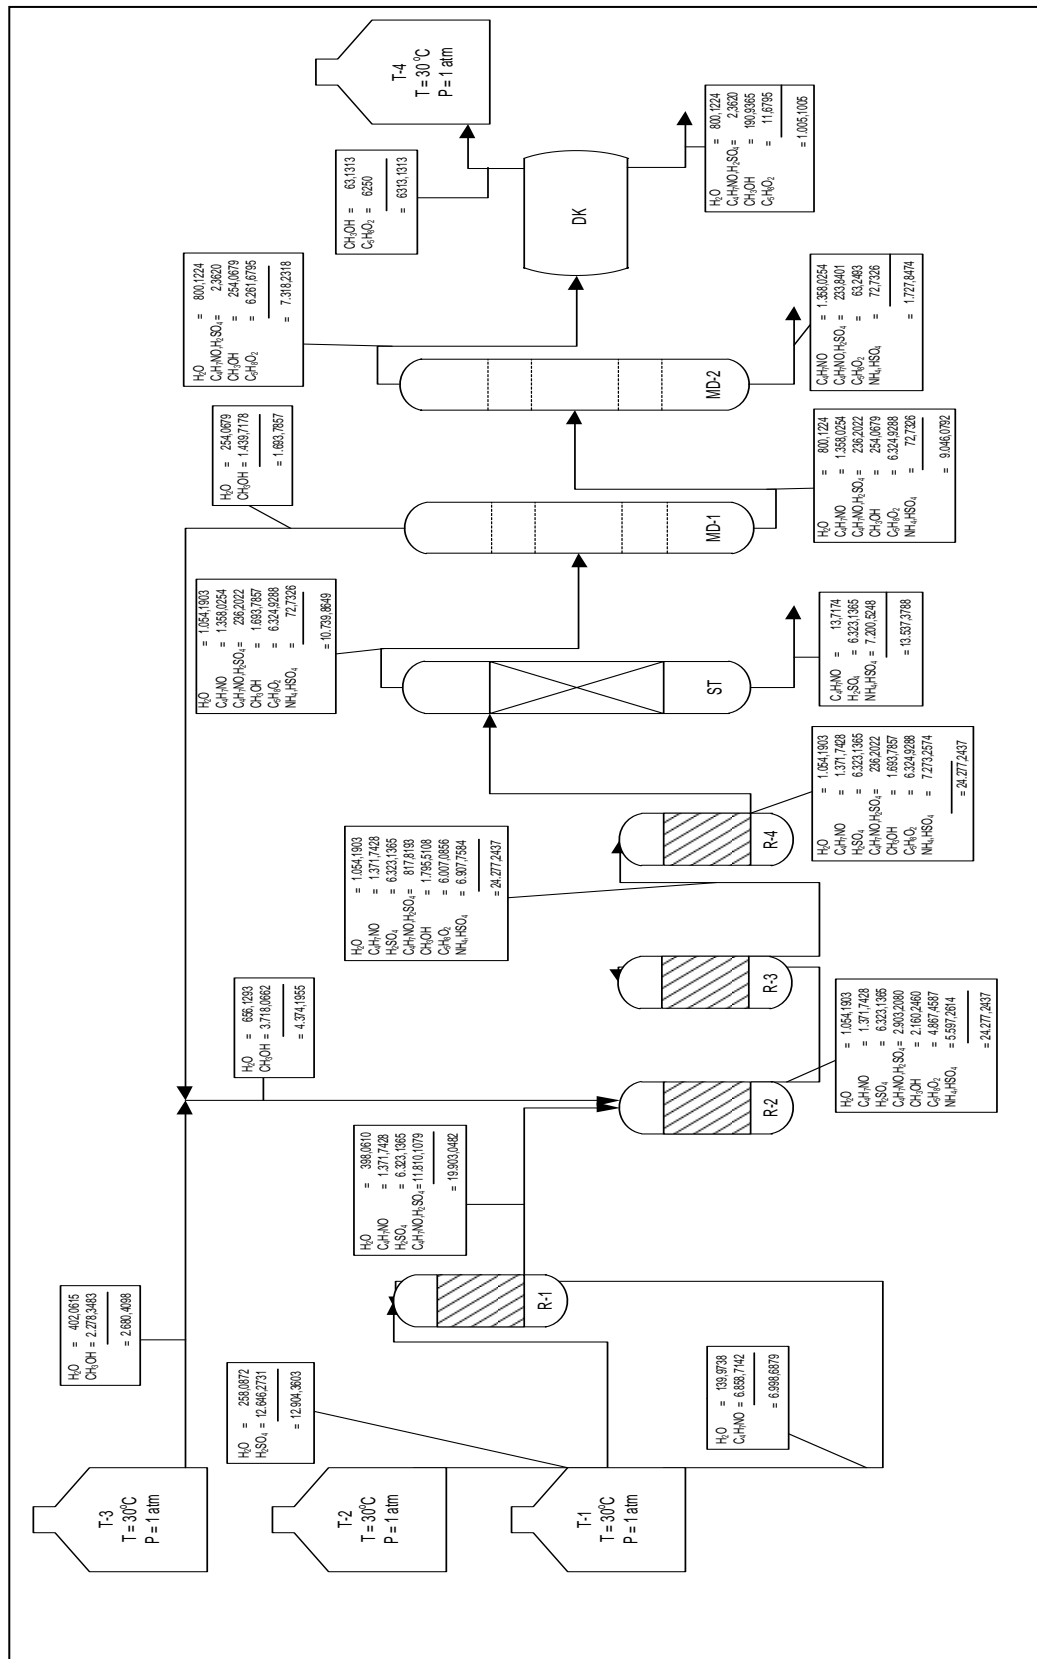 T-3
T = 30⁰C
P = 1 atm
T-2
T = 30⁰C
P = 1 atm
T-1
T = 30⁰C
P = 1 atm
H₂O = 402,0615
CH₃OH = 2.278,3483
= 2.680,4098
H₂O = 258,0872
H₂SO₄ = 12.646,2731
= 12.904,3603
H₂O = 139,9738
C₄H₇NO = 6.858,7142
= 6.998,6879
R-1
H₂O = 398,0610
C₄H₇NO = 1.371,7428
H₂SO₄ = 6.323,1365
C₄H₇NO,H₂SO₄ = 11.810,1079
= 19.903,0482
H₂O = 656,1293
CH₃OH = 3.718,0662
= 4.374,1955
R-2
H₂O = 1.054,1903
C₄H₇NO = 1.371,7428
H₂SO₄ = 6.323,1365
C₄H₇NO,H₂SO₄ = 2.903,2080
CH₃OH = 2.160,2460
C₅H₈O₂ = 4.867,4587
NH₄HSO₄ = 5.597,2614
= 24.277,2437
R-3
H₂O = 1.054,1903
C₄H₇NO = 1.371,7428
H₂SO₄ = 6.323,1365
C₄H₇NO,H₂SO₄ = 817,8193
CH₃OH = 1.795,5108
C₅H₈O₂ = 6.007,0856
NH₄HSO₄ = 6.907,7584
= 24.277,2437
R-4
H₂O = 1.054,1903
C₄H₇NO = 1.371,7428
H₂SO₄ = 6.323,1365
C₄H₇NO,H₂SO₄ = 236,2022
CH₃OH = 1.693,7857
C₅H₈O₂ = 6.324,9288
NH₄HSO₄ = 7.273,2574
= 24.277,2437
H₂O = 1.054,1903
C₄H₇NO = 1.358,0254
C₄H₇NO,H₂SO₄ = 236,2022
CH₃OH = 1.693,7857
C₅H₈O₂ = 6.324,9288
NH₄HSO₄ = 72,7326
= 10.739,8649
ST
C₄H₇NO = 13,7174
H₂SO₄ = 6.323,1365
NH₄HSO₄ = 7.200,5248
= 13.537,3788
H₂O = 254,0679
CH₃OH = 1.439,7178
= 1.693,7857
MD-1
H₂O = 800,1224
C₄H₇NO = 1.358,0254
C₄H₇NO,H₂SO₄ = 236,2022
CH₃OH = 254,0679
C₅H₈O₂ = 6.324,9288
NH₄HSO₄ = 72,7326
= 9.046,0792
H₂O = 800,1224
C₄H₇NO,H₂SO₄ = 2,3620
CH₃OH = 254,0679
C₅H₈O₂ = 6.261,6795
= 7.318,2318
MD-2
C₄H₇NO = 1.358,0254
C₄H₇NO,H₂SO₄ = 233,8401
C₅H₈O₂ = 63,2493
NH₄HSO₄ = 72,7326
= 1.727,8474
CH₃OH = 63,1313
C₅H₈O₂ = 6250
= 6313,1313
T-4
T = 30 ⁰C
P = 1 atm
DK
H₂O = 800,1224
C₄H₇NO,H₂SO₄ = 2,3620
CH₃OH = 190,9365
C₅H₈O₂ = 11,6795
= 1.005,1005